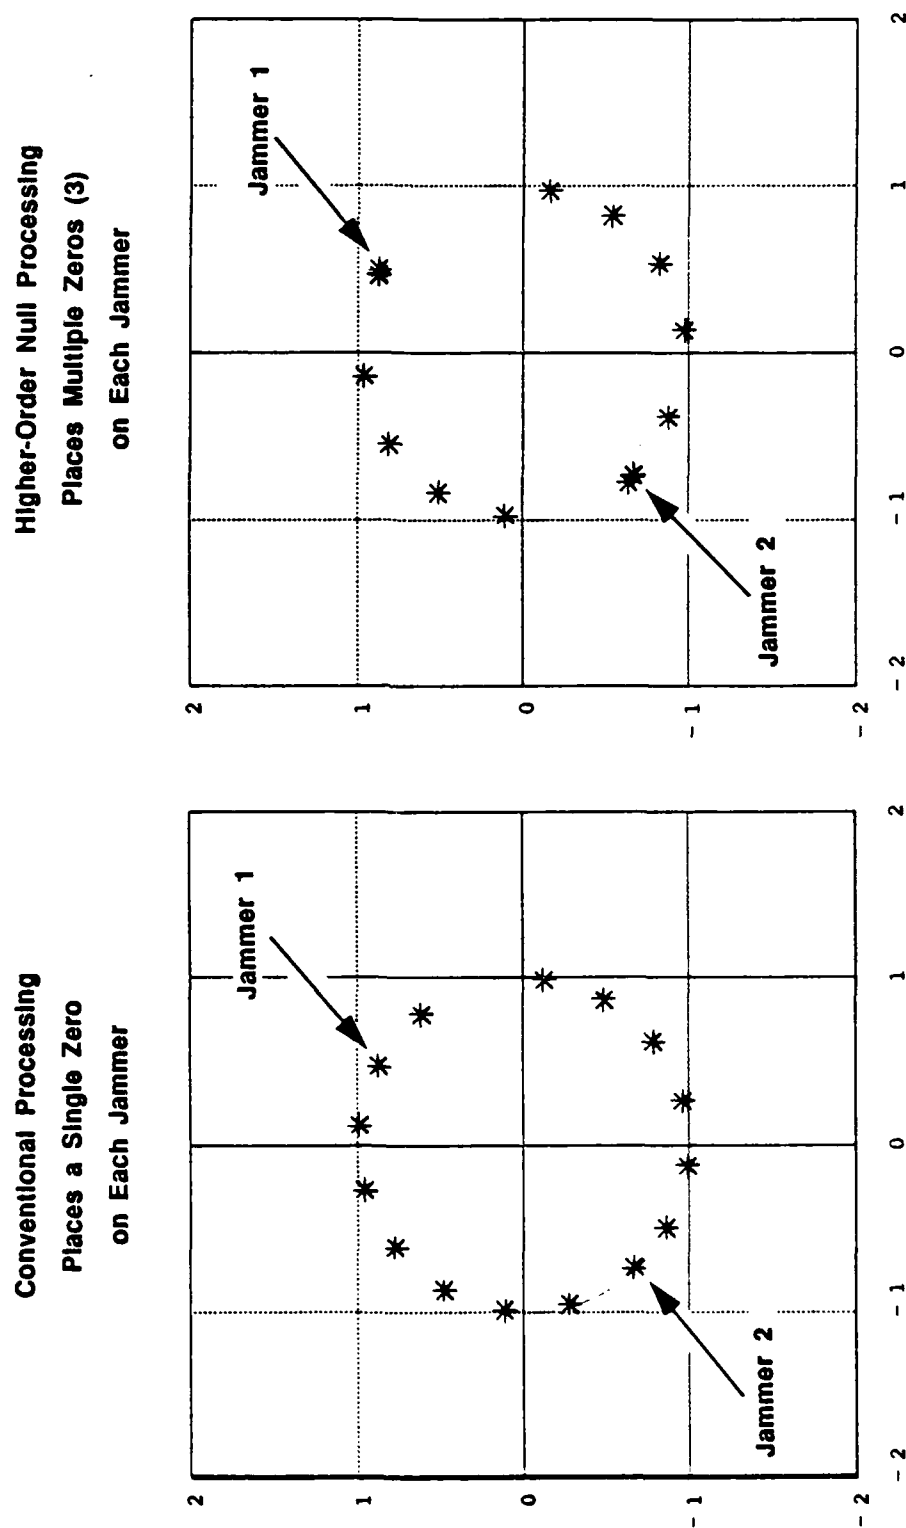 Conventional Processing
Places a Single Zero
on Each Jammer
2
1
0
- 1
- 2
Jammer 1
Jammer 2
- 2
- 1
0
1
2
Higher-Order Null Processing
Places Multiple Zeros (3)
on Each Jammer
2
1
0
- 1
- 2
Jammer 1
Jammer 2
- 2
- 1
0
1
2